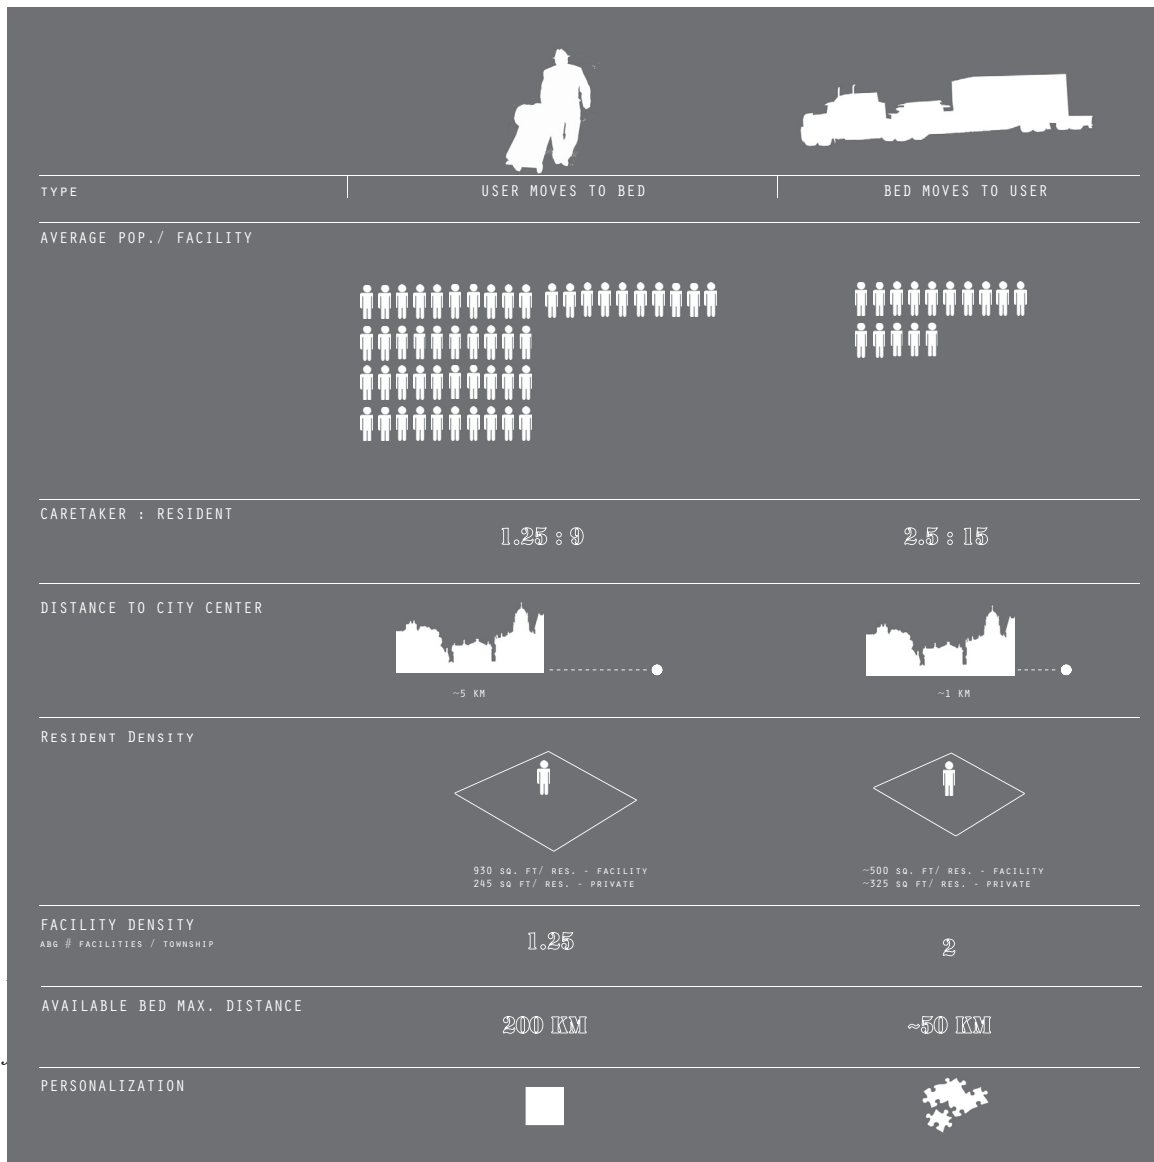 TYPE
USER MOVES TO BED
BED MOVES TO USER
AVERAGE POP./ FACILITY
CARETAKER : RESIDENT
1.25 : 9
2.5 : 15
DISTANCE TO CITY CENTER
~5 KM
~1 KM
RESIDENT DENSITY
930 SQ. FT/ RES. - FACILITY
245 SQ FT/ RES. - PRIVATE
~500 SQ. FT/ RES. - FACILITY
~325 SQ FT/ RES. - PRIVATE
FACILITY DENSITY
ABG # FACILITIES / TOWNSHIP
1.25
2
AVAILABLE BED MAX. DISTANCE
200 KM
~50 KM
PERSONALIZATION